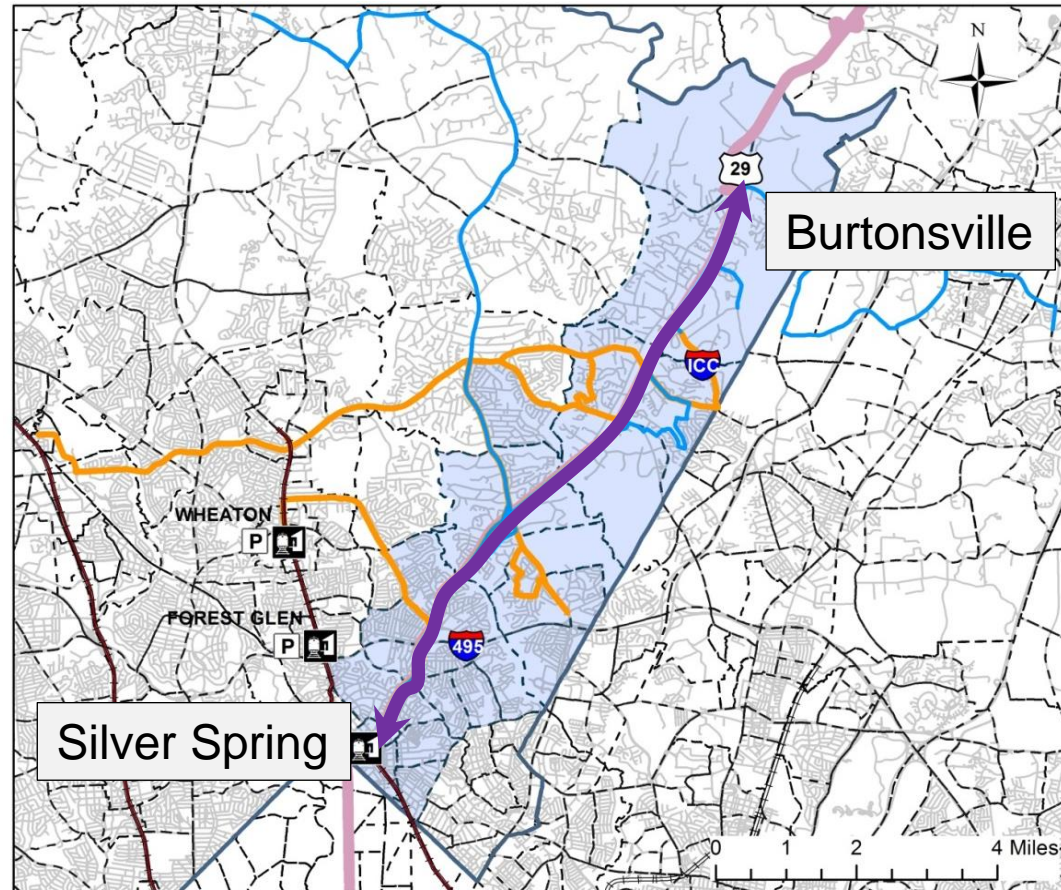 N
29
Burtonsville
ICC
WHEATON
P
FOREST GLEN
P
495
Silver Spring
0 1 2 4 Miles